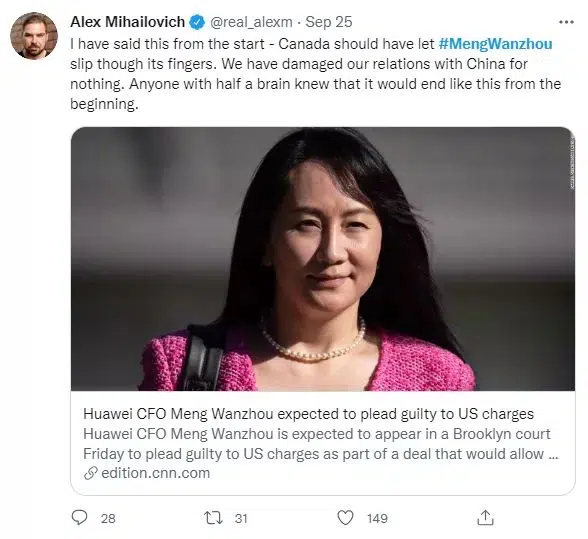 Alex Mihailovich @real_alexm · Sep 25
I have said this from the start - Canada should have let #MengWanzhou
slip though its fingers. We have damaged our relations with China for
nothing. Anyone with half a brain knew that it would end like this from the
beginning.
Huawei CFO Meng Wanzhou expected to plead guilty to US charges
Huawei CFO Meng Wanzhou is expected to appear in a Brooklyn court
Friday to plead guilty to US charges as part of a deal that would allow ...
edition.cnn.com
28 31 149